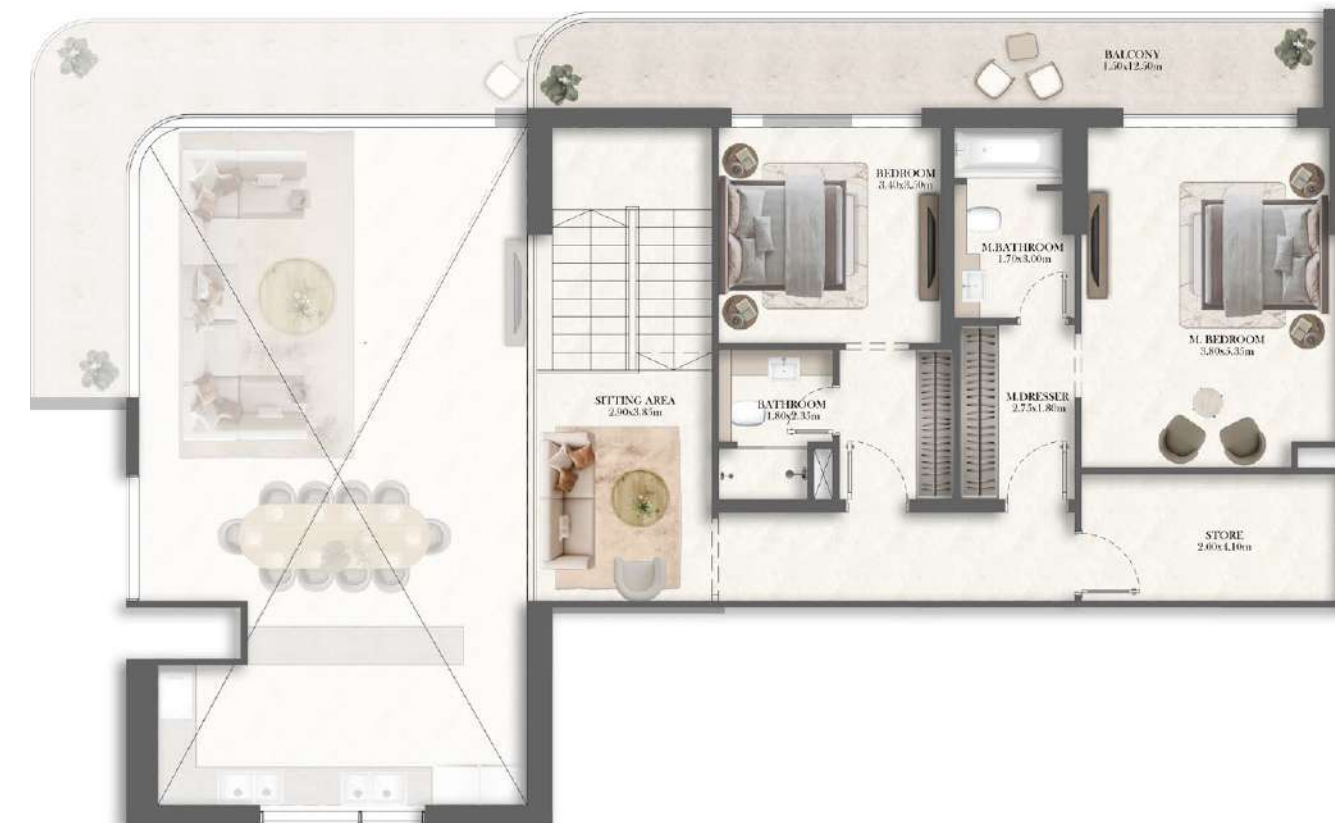 BALCONY
1.50x12.50m
BEDROOM
3.40x3.50m
M.BATHROOM
1.70x3.00m
M. BEDROOM
3.80x5.35m
SITTING AREA
2.90x3.85m
BATHROOM
1.80x2.35m
M.DRESSER
2.75x1.80m
STORE
2.00x4.10m